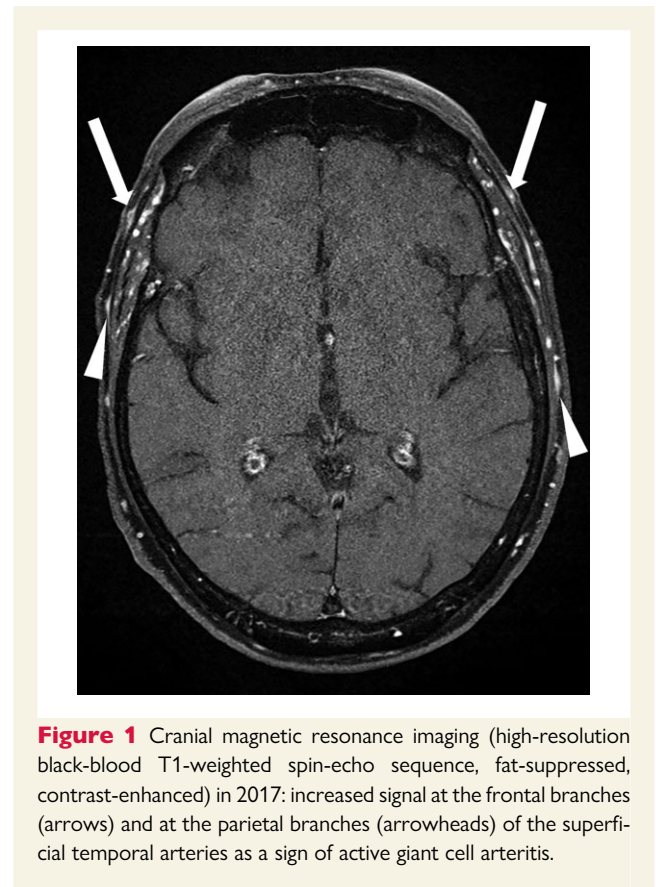 Figure 1 Cranial magnetic resonance imaging (high-resolution
black-blood T1-weighted spin-echo sequence, fat-suppressed,
contrast-enhanced) in 2017: increased signal at the frontal branches
(arrows) and at the parietal branches (arrowheads) of the superfi-
cial temporal arteries as a sign of active giant cell arteritis.